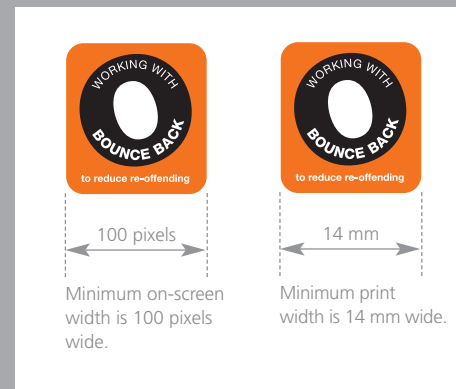 WORKING WITH
BOUNCE BACK
to reduce re-offending
100 pixels
Minimum on-screen
width is 100 pixels
wide.
WORKING WITH
BOUNCE BACK
to reduce re-offending
14 mm
Minimum print
width is 14 mm wide.